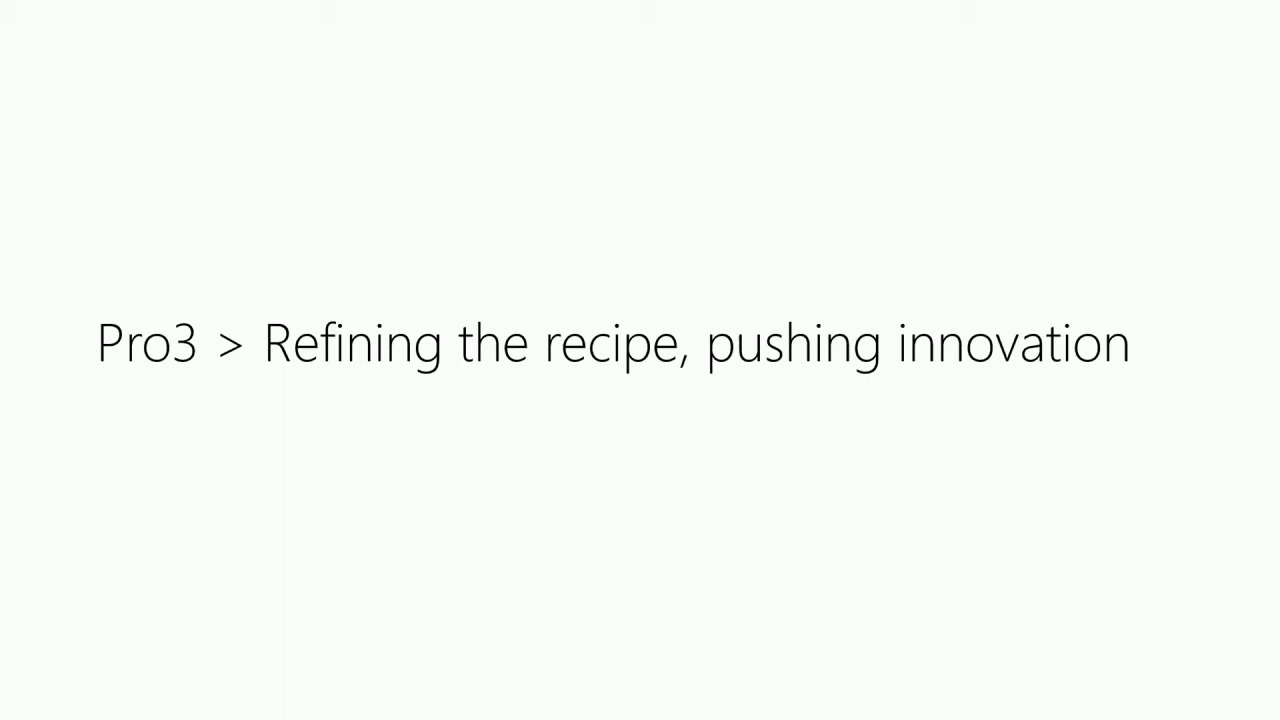 Pro3 > Refining the recipe, pushing innovation